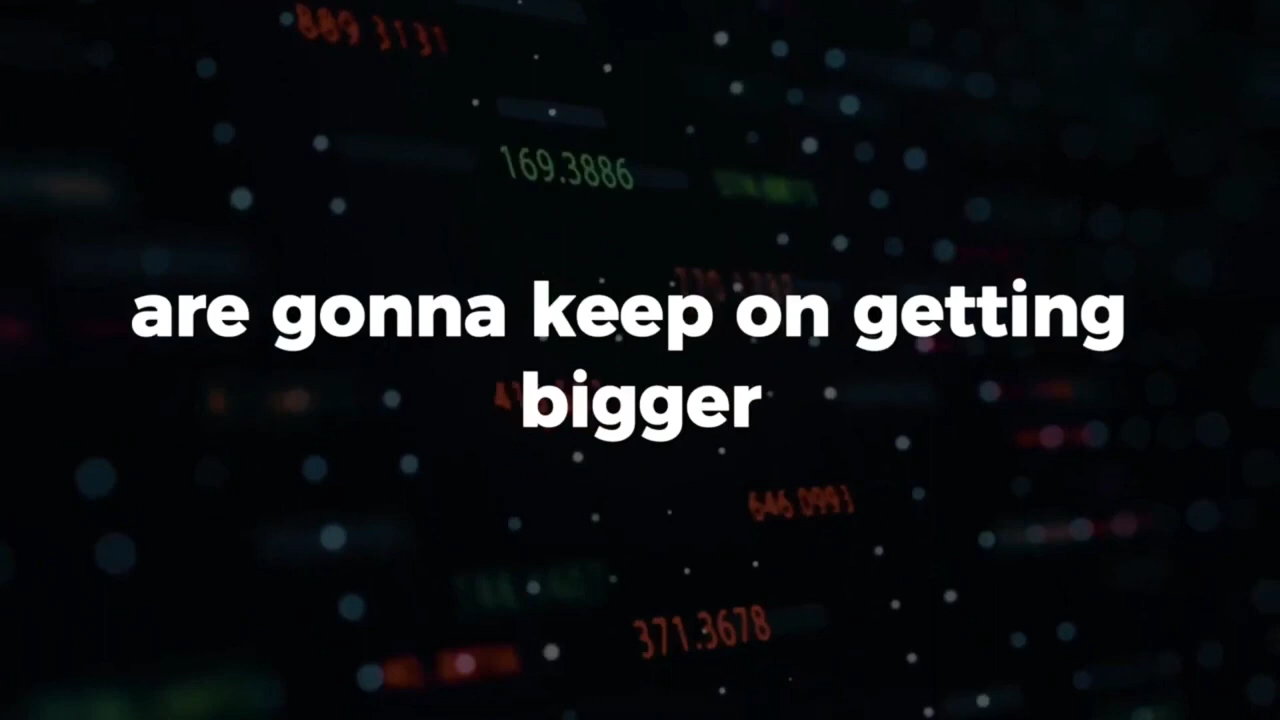 889 3131
169.3886
are gonna keep on getting
bigger
646.0993
371.3678